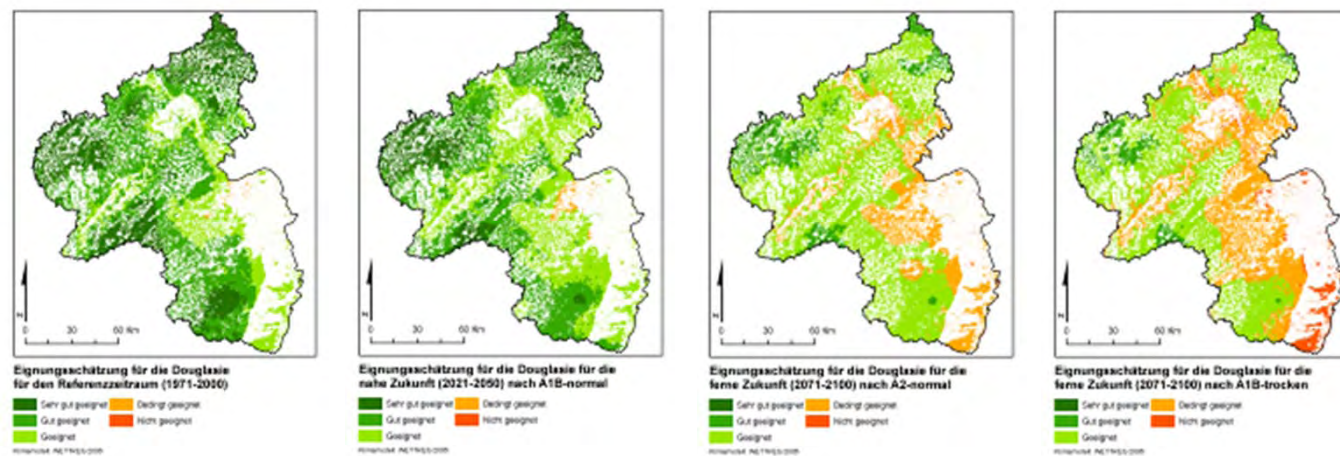 N
0 30 60 Km
Eignungsschätzung für die Douglasie
für den Referenzzeitraum (1971-2000)
Sehr gut geeignet Bedingt geeignet
Gut geeignet Nicht geeignet
Geeignet
N
0 30 60 Km
Eignungsschätzung für die Douglasie für die
nahe Zukunft (2021-2050) nach A1B-normal
Sehr gut geeignet Bedingt geeignet
Gut geeignet Nicht geeignet
Geeignet
N
0 30 60 Km
Eignungsschätzung für die Douglasie für die
ferne Zukunft (2071-2100) nach A2-normal
Sehr gut geeignet Bedingt geeignet
Gut geeignet Nicht geeignet
Geeignet
N
0 30 60 Km
Eignungsschätzung für die Douglasie für die
ferne Zukunft (2071-2100) nach A1B-trocken
Sehr gut geeignet Bedingt geeignet
Gut geeignet Nicht geeignet
Geeignet